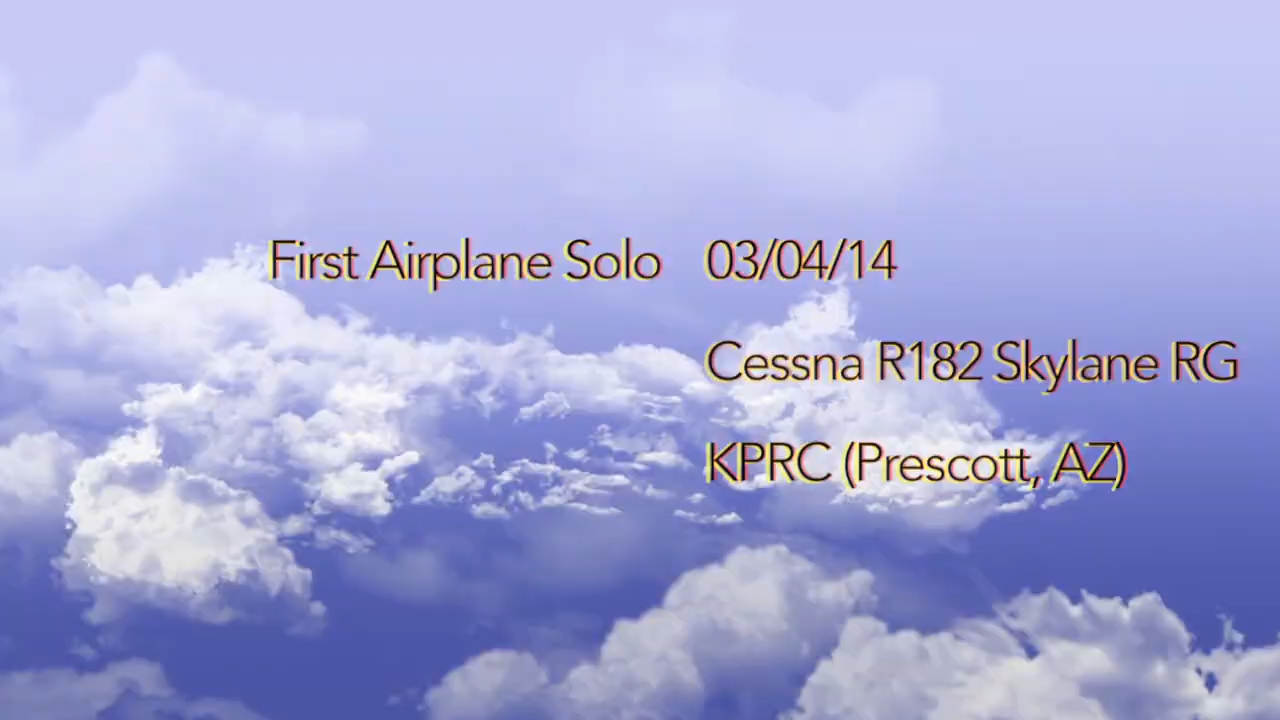 First Airplane Solo 03/04/14
Cessna R182 Skylane RG
KPRC (Prescott, AZ)